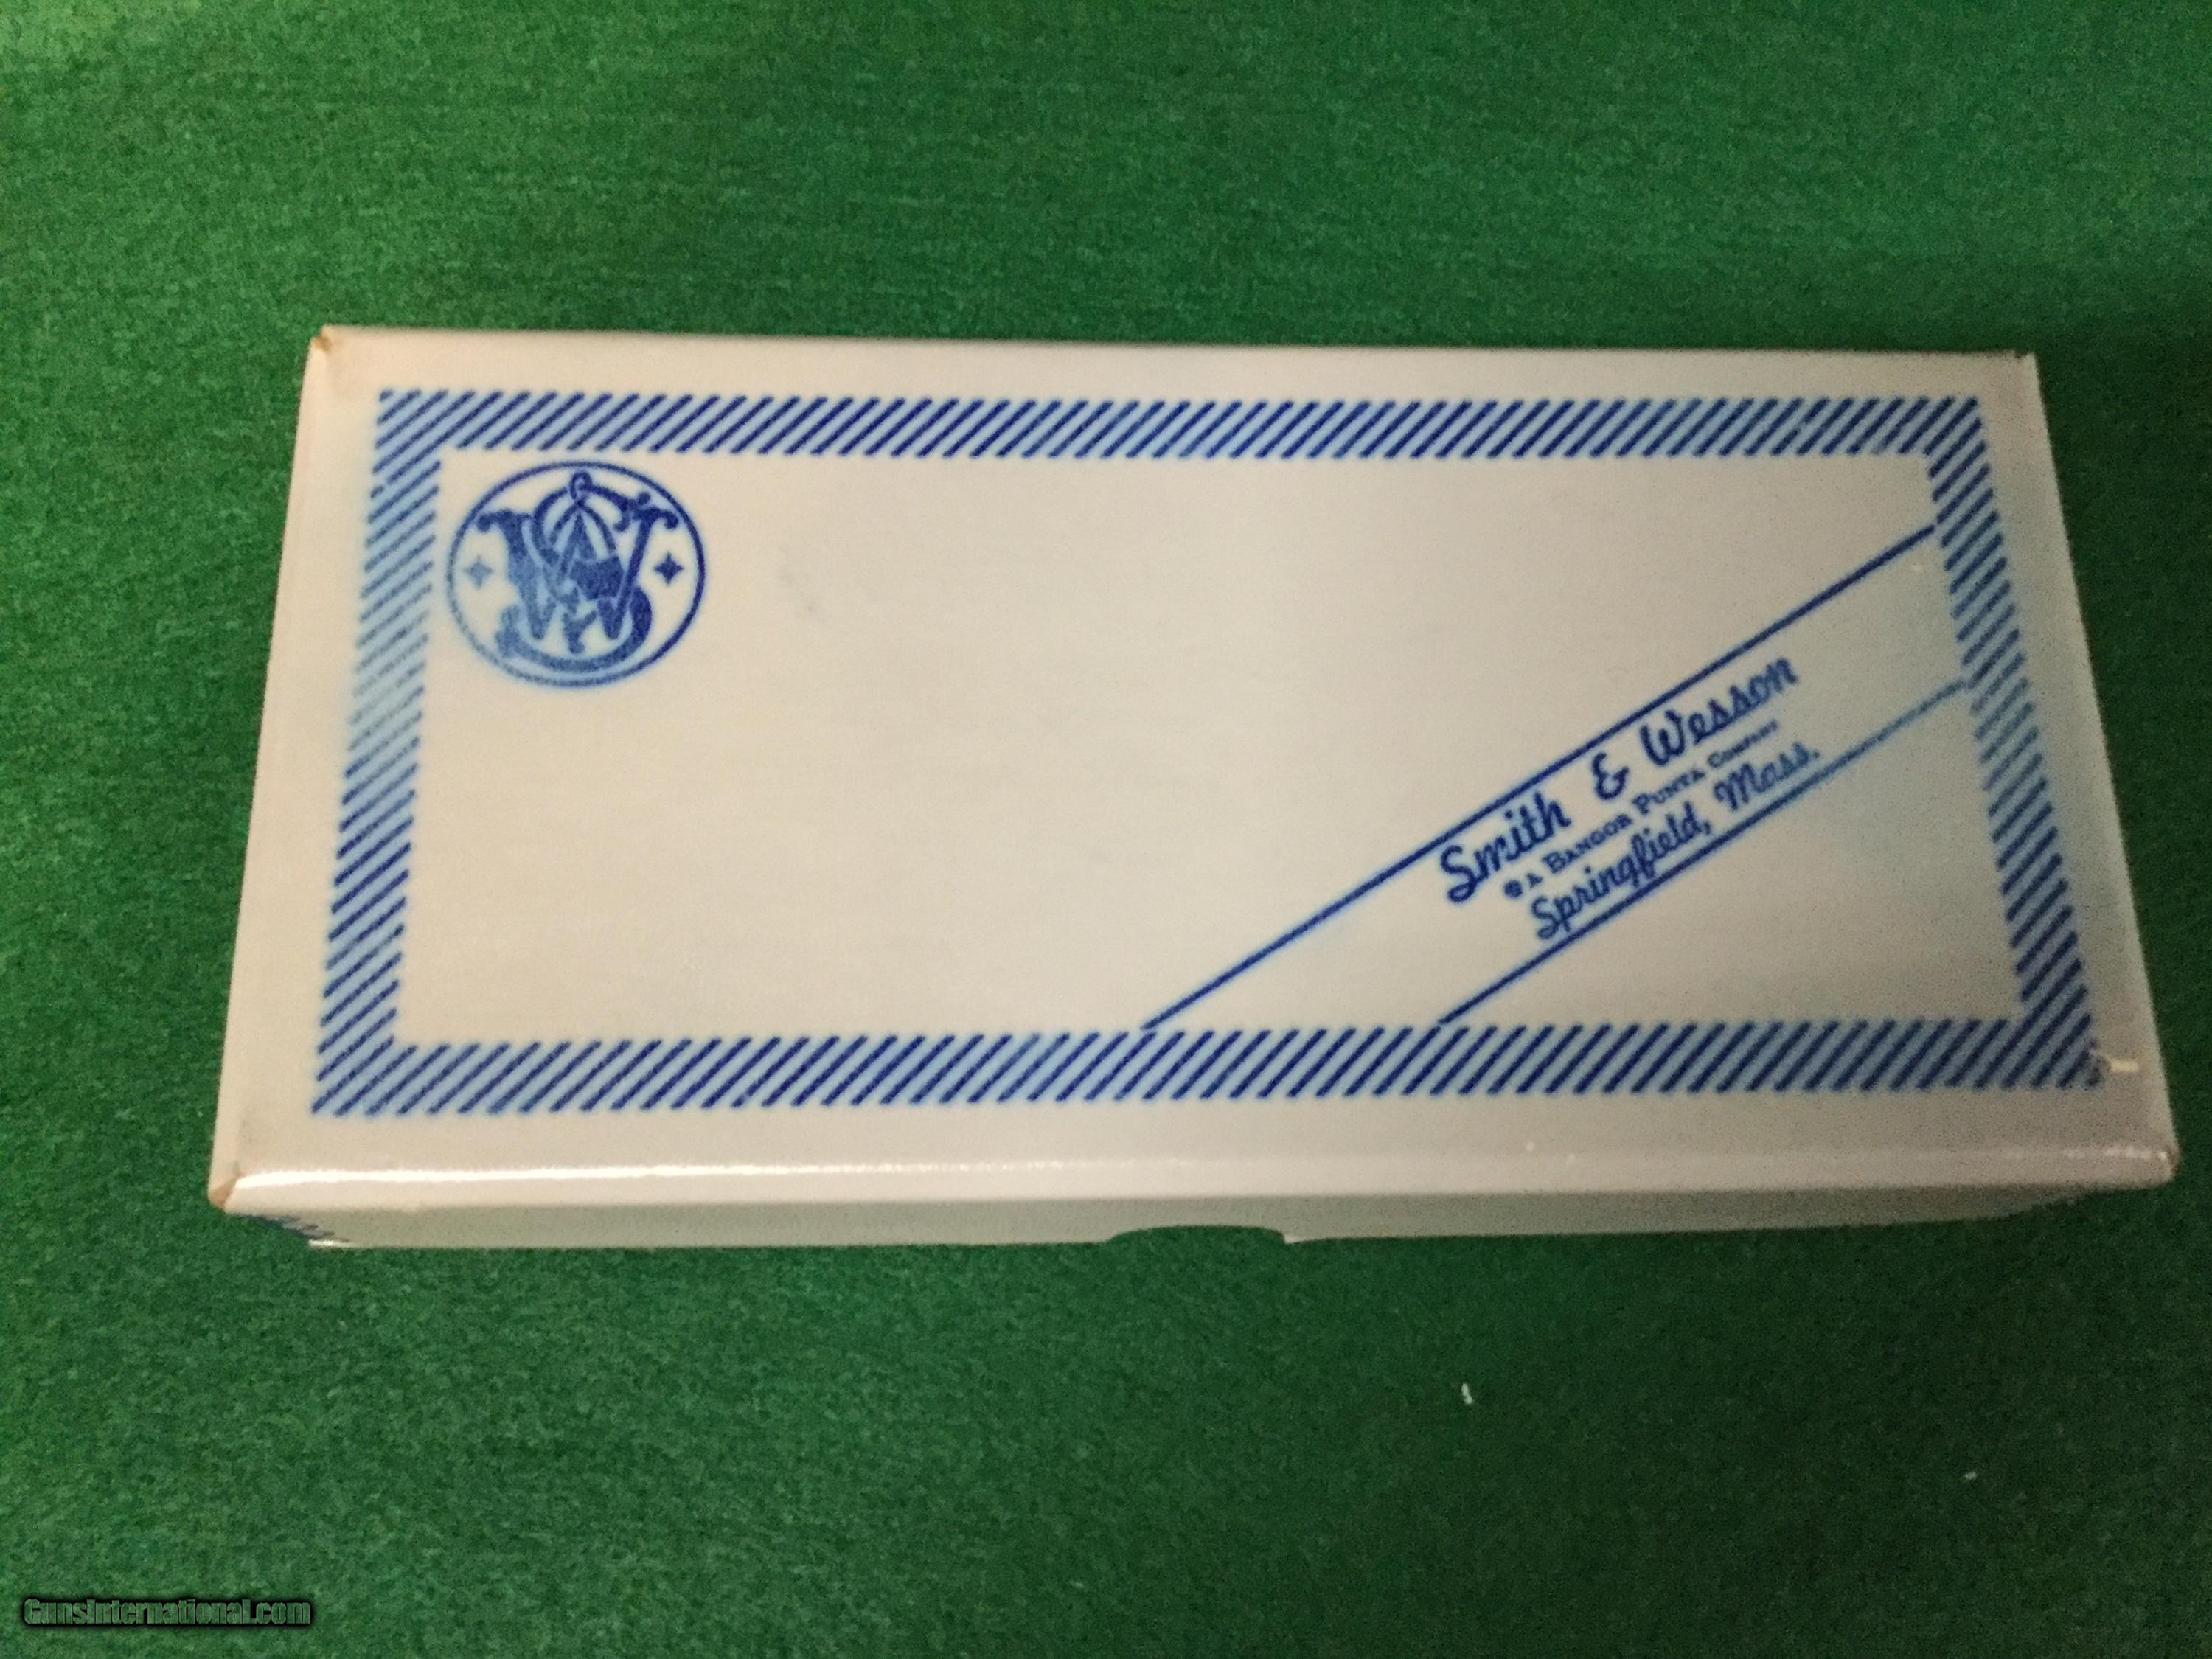 Smith & Wesson
A BANGOR PUNTA COMPANY
Springfield, Mass.
GunsInternational.com